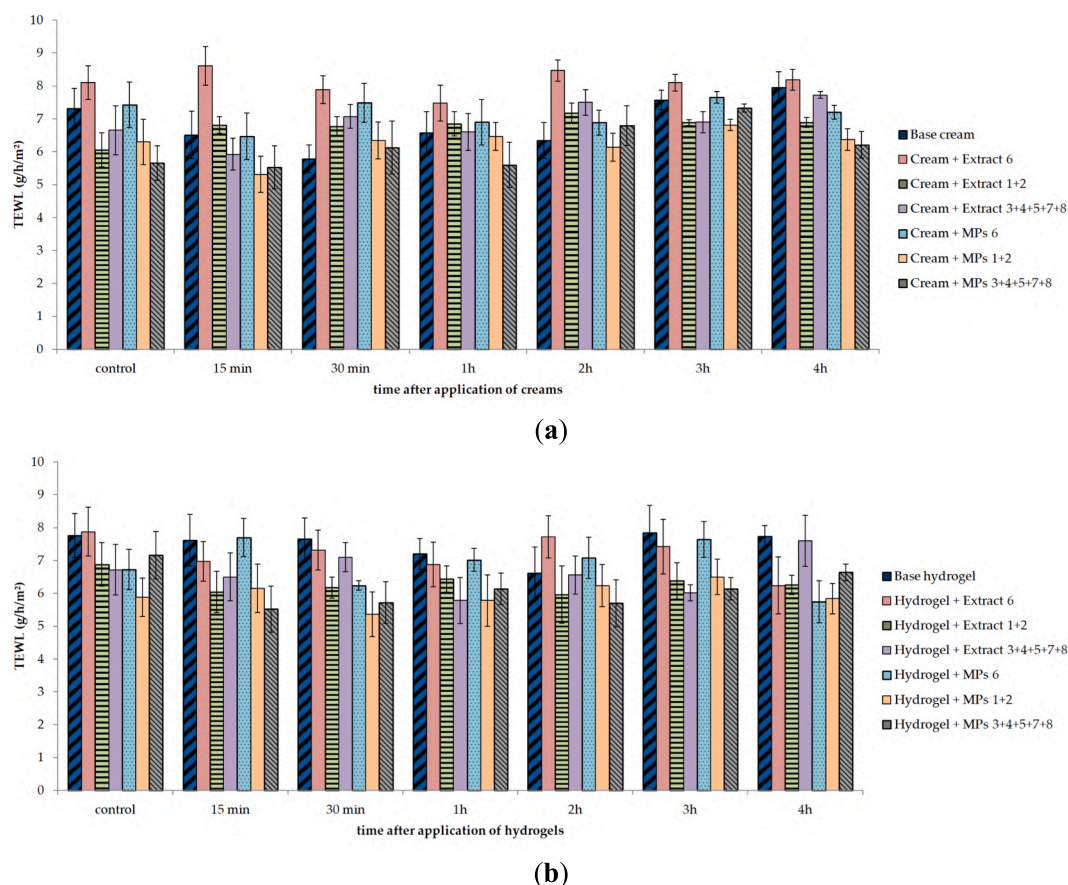 10
9
8
7
6
5
4
3
2
1
0
TEWL (g/h/m²)
control 15 min 30 min 1h 2h 3h 4h
time after application of creams
Base cream
Cream + Extract 6
Cream + Extract 1+2
Cream + Extract 3+4+5+7+8
Cream + MPs 6
Cream + MPs 1+2
Cream + MPs 3+4+5+7+8
(a)
10
9
8
7
6
5
4
3
2
1
0
TEWL (g/h/m²)
control 15 min 30 min 1h 2h 3h 4h
time after application of hydrogels
Base hydrogel
Hydrogel + Extract 6
Hydrogel + Extract 1+2
Hydrogel + Extract 3+4+5+7+8
Hydrogel + MPs 6
Hydrogel + MPs 1+2
Hydrogel + MPs 3+4+5+7+8
(b)